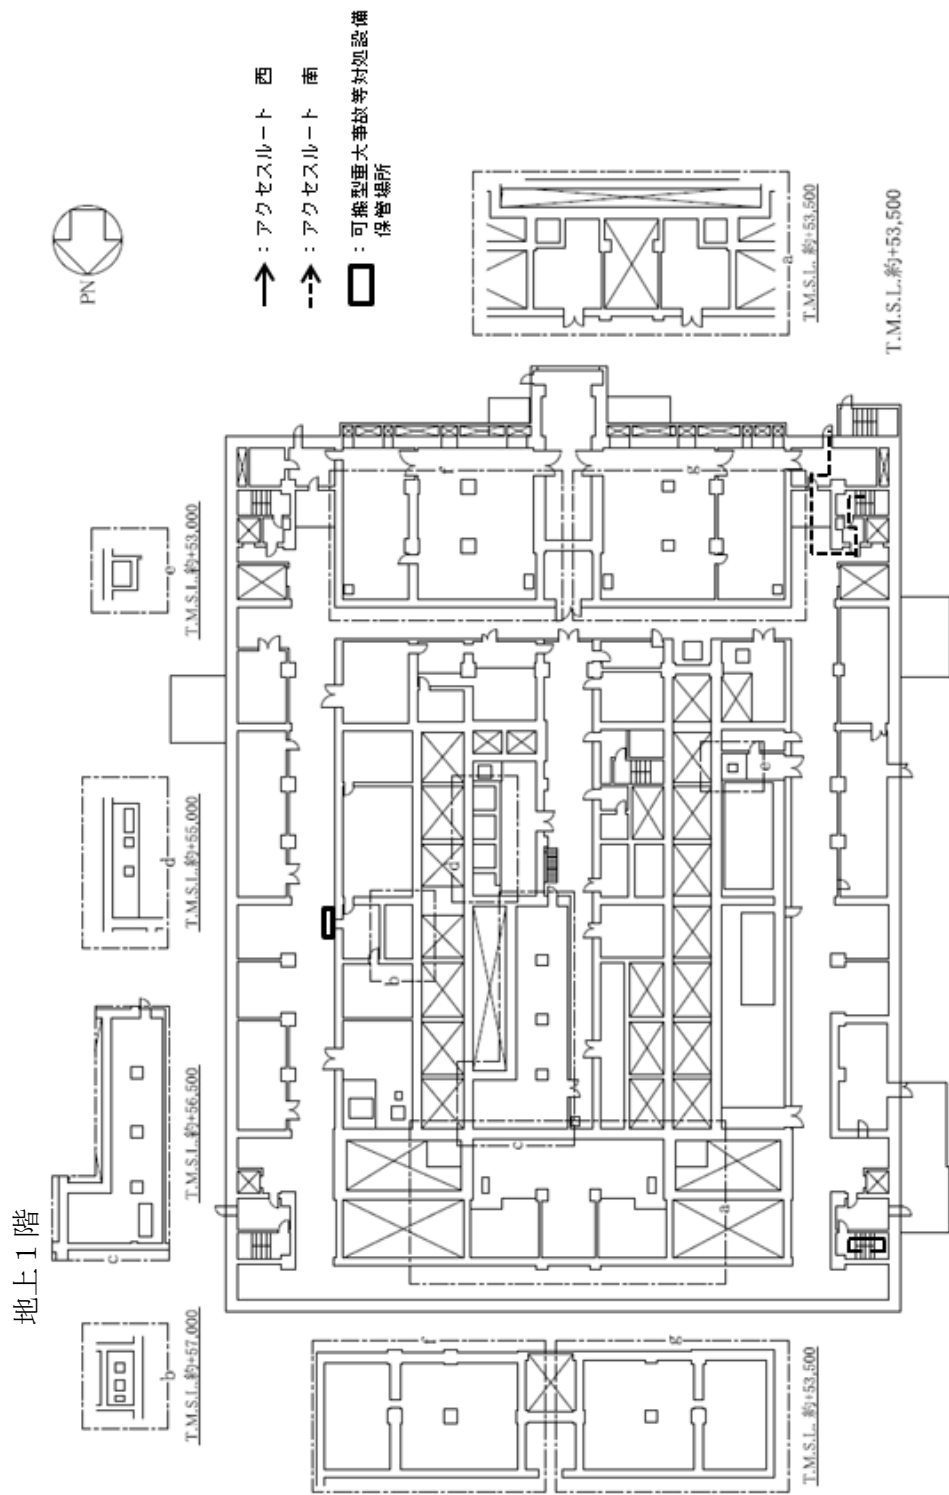 地上1階
PN
：アクセスルート 西
：アクセスルート 南
：可搬型重大事故等対処設備
保管場所
b
T.M.S.L.約+57,000
c
T.M.S.L.約+56,500
d
T.M.S.L.約+55,000
e
T.M.S.L.約+53,000
a
T.M.S.L. 約+53,500
f
g
T.M.S.L. 約+53,500
a
b
c
d
e
f
g
T.M.S.L.約+53,500